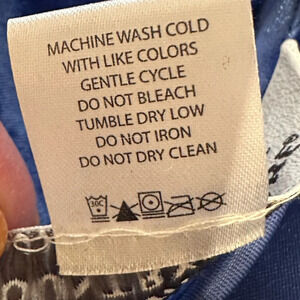 MACHINE WASH COLD
WITH LIKE COLORS
GENTLE CYCLE
DO NOT BLEACH
TUMBLE DRY LOW
DO NOT IRON
DO NOT DRY CLEAN
30C